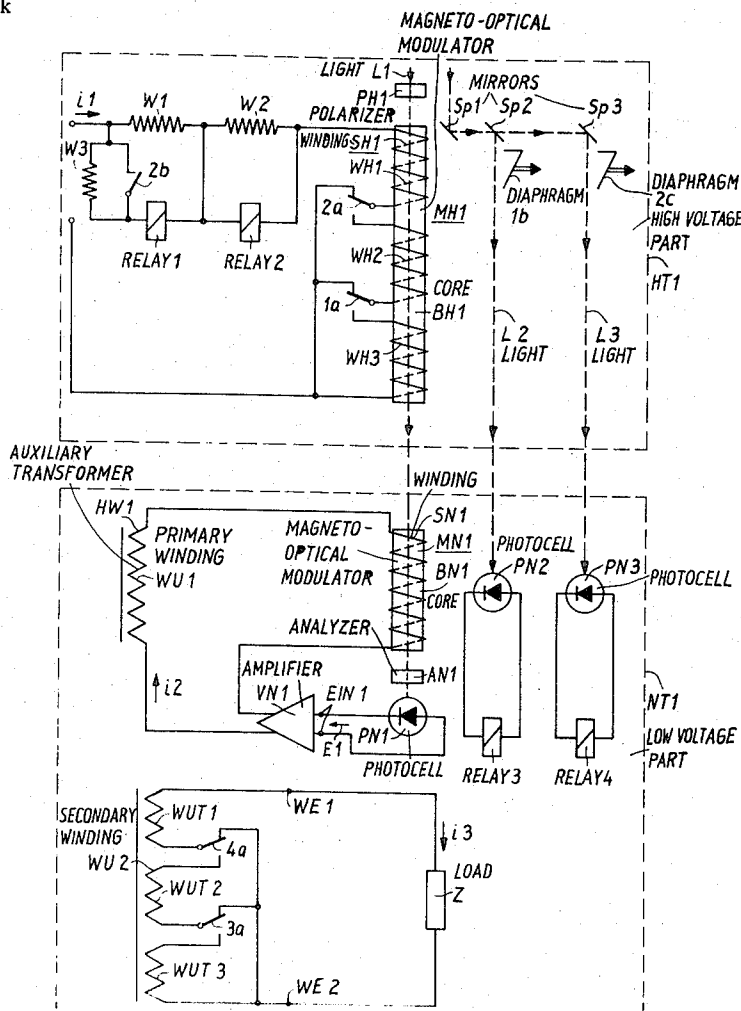 k
MAGNETO-OPTICAL
MODULATOR
LIGHT L1
PH1
POLARIZER
MIRRORS
Sp1
Sp2
Sp3
i1
W1
W2
W3
2b
RELAY 1
RELAY 2
WINDING SH1
WH1
2a
MH1
WH2
1a
CORE
BH1
WH3
DIAPHRAGM
1b
DIAPHRAGM
2c
HIGH VOLTAGE
PART
HT1
L2
LIGHT
L3
LIGHT
AUXILIARY
TRANSFORMER
HW1
PRIMARY
WINDING
WU1
MAGNETO-
OPTICAL
MODULATOR
WINDING
SN1
MN1
BN1
CORE
PHOTOCELL
PN2
PN3
PHOTOCELL
ANALYZER
AN1
AMPLIFIER
VN1
EIN 1
i2
E1
PN1
PHOTOCELL
RELAY3
RELAY4
NT1
LOW VOLTAGE
PART
SECONDARY
WINDING
WU2
WUT 1
4a
WUT 2
3a
WUT 3
WE 1
i3
LOAD
Z
WE 2